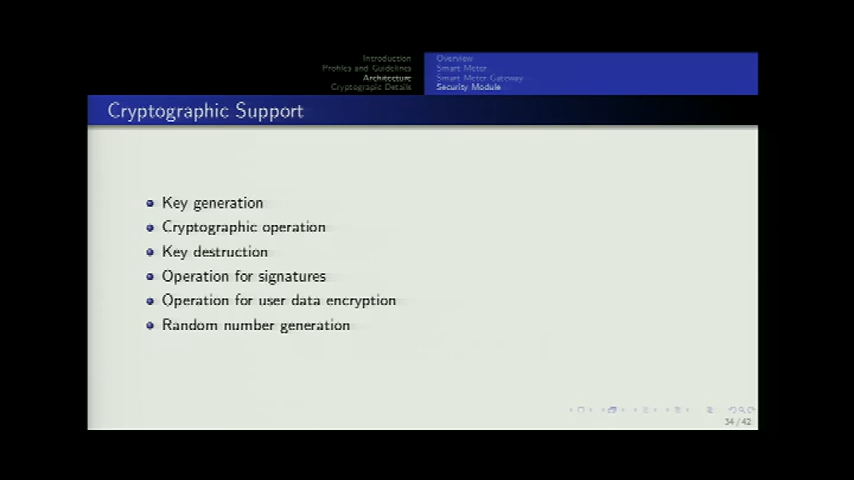 Introduction
Profiles and Guidelines
Architecture
Cryptograpic Details
Overview
Smart Meter
Smart Meter Gateway
Security Module
Cryptographic Support
Key generation
Cryptographic operation
Key destruction
Operation for signatures
Operation for user data encryption
Random number generation
34 / 42